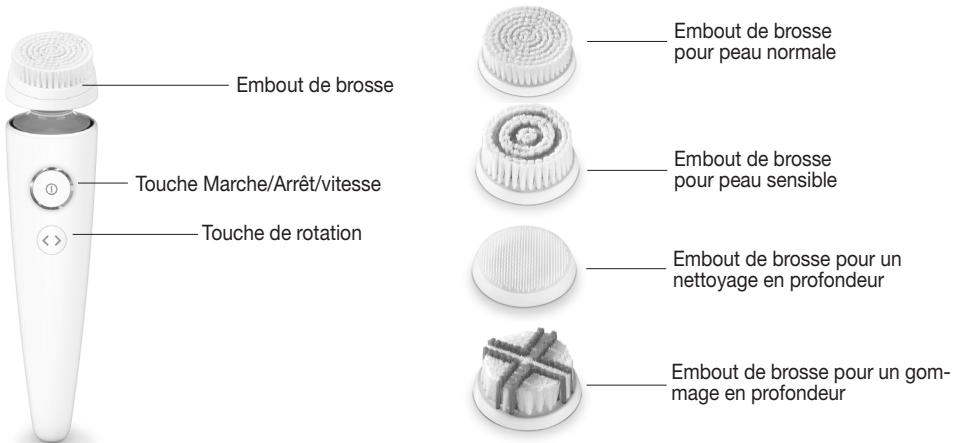 Embout de brosse
Touche Marche/Arrêt/vitesse
Touche de rotation
Embout de brosse
pour peau normale
Embout de brosse
pour peau sensible
Embout de brosse pour un
nettoyage en profondeur
Embout de brosse pour un gom-
mage en profondeur